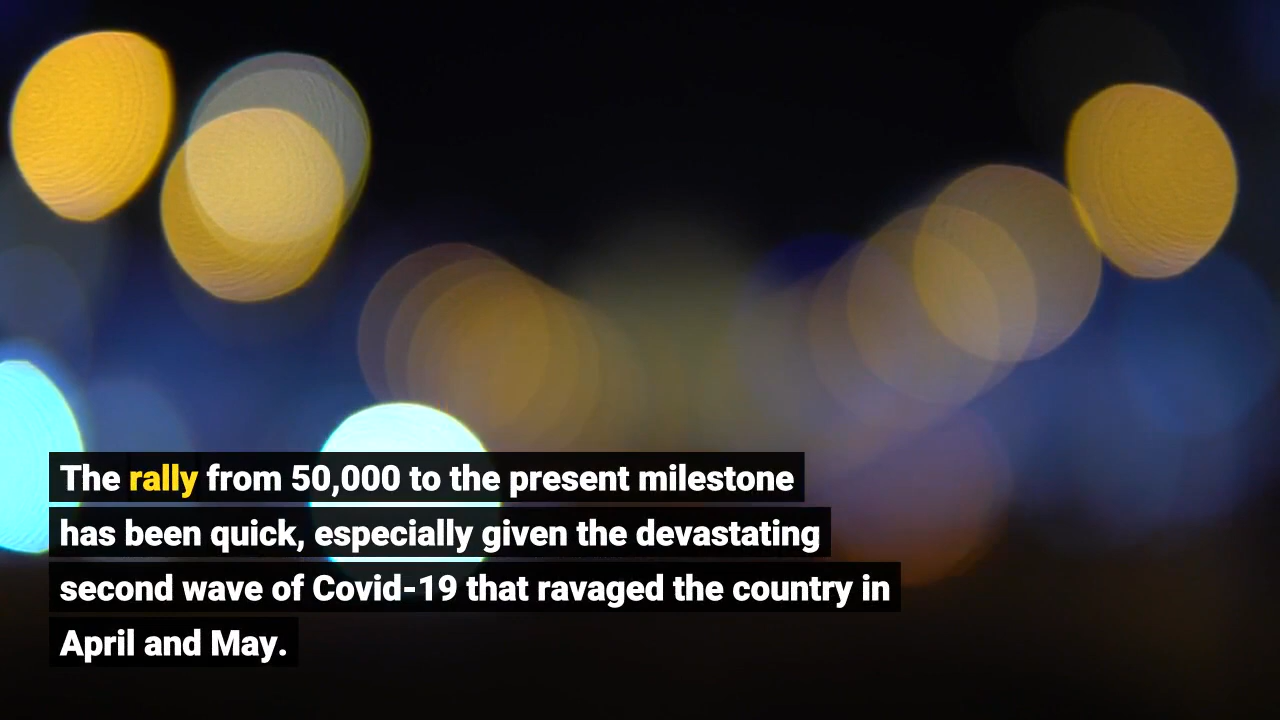 The rally from 50,000 to the present milestone
has been quick, especially given the devastating
second wave of Covid-19 that ravaged the country in
April and May.